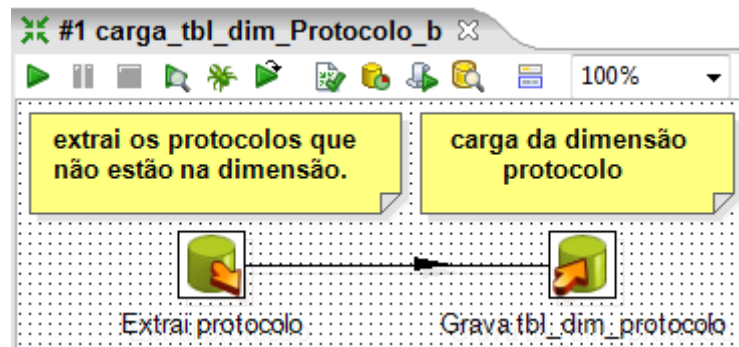 #1 carga_tbl_dim_Protocolo_b
100%
extrai os protocolos que
não estão na dimensão.
carga da dimensão
protocolo
Extrai protocolo
Grava tbl_dim_protocolo